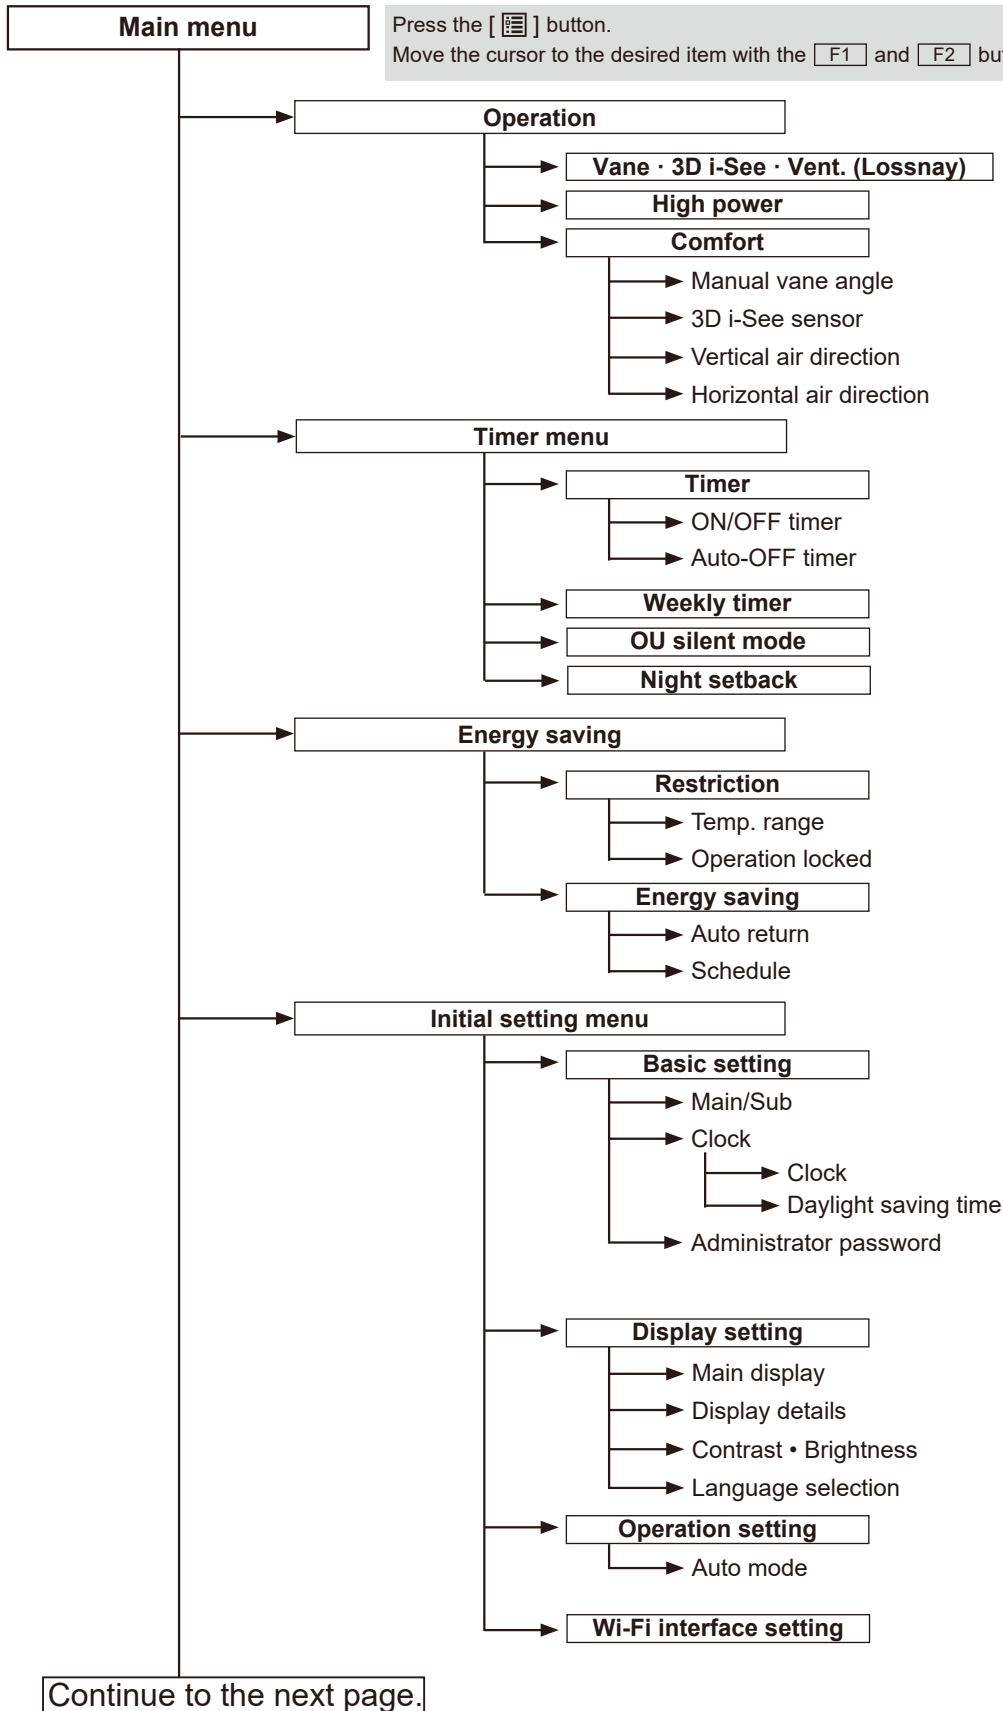 Main menu
Press the [ ] button.
Move the cursor to the desired item with the F1 and F2
Operation
Vane · 3D i-See · Vent. (Lossnay)
High power
Comfort
Manual vane angle
3D i-See sensor
Vertical air direction
Horizontal air direction
Timer menu
Timer
ON/OFF timer
Auto-OFF timer
Weekly timer
OU silent mode
Night setback
Energy saving
Restriction
Temp. range
Operation locked
Energy saving
Auto return
Schedule
Initial setting menu
Basic setting
Main/Sub
Clock
Clock
Daylight saving time
Administrator password
Display setting
Main display
Display details
Contrast • Brightness
Language selection
Operation setting
Auto mode
Wi-Fi interface setting
Continue to the next page.